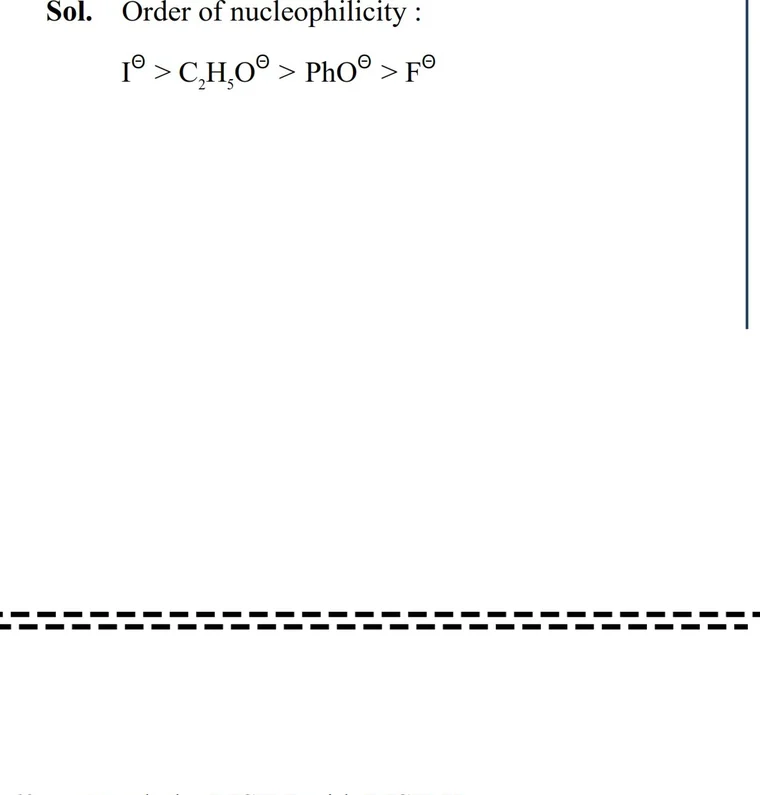 Sol. Order of nucleophilicity :
I⊖ > C₂H₅O⊖ > PhO⊖ > F⊖